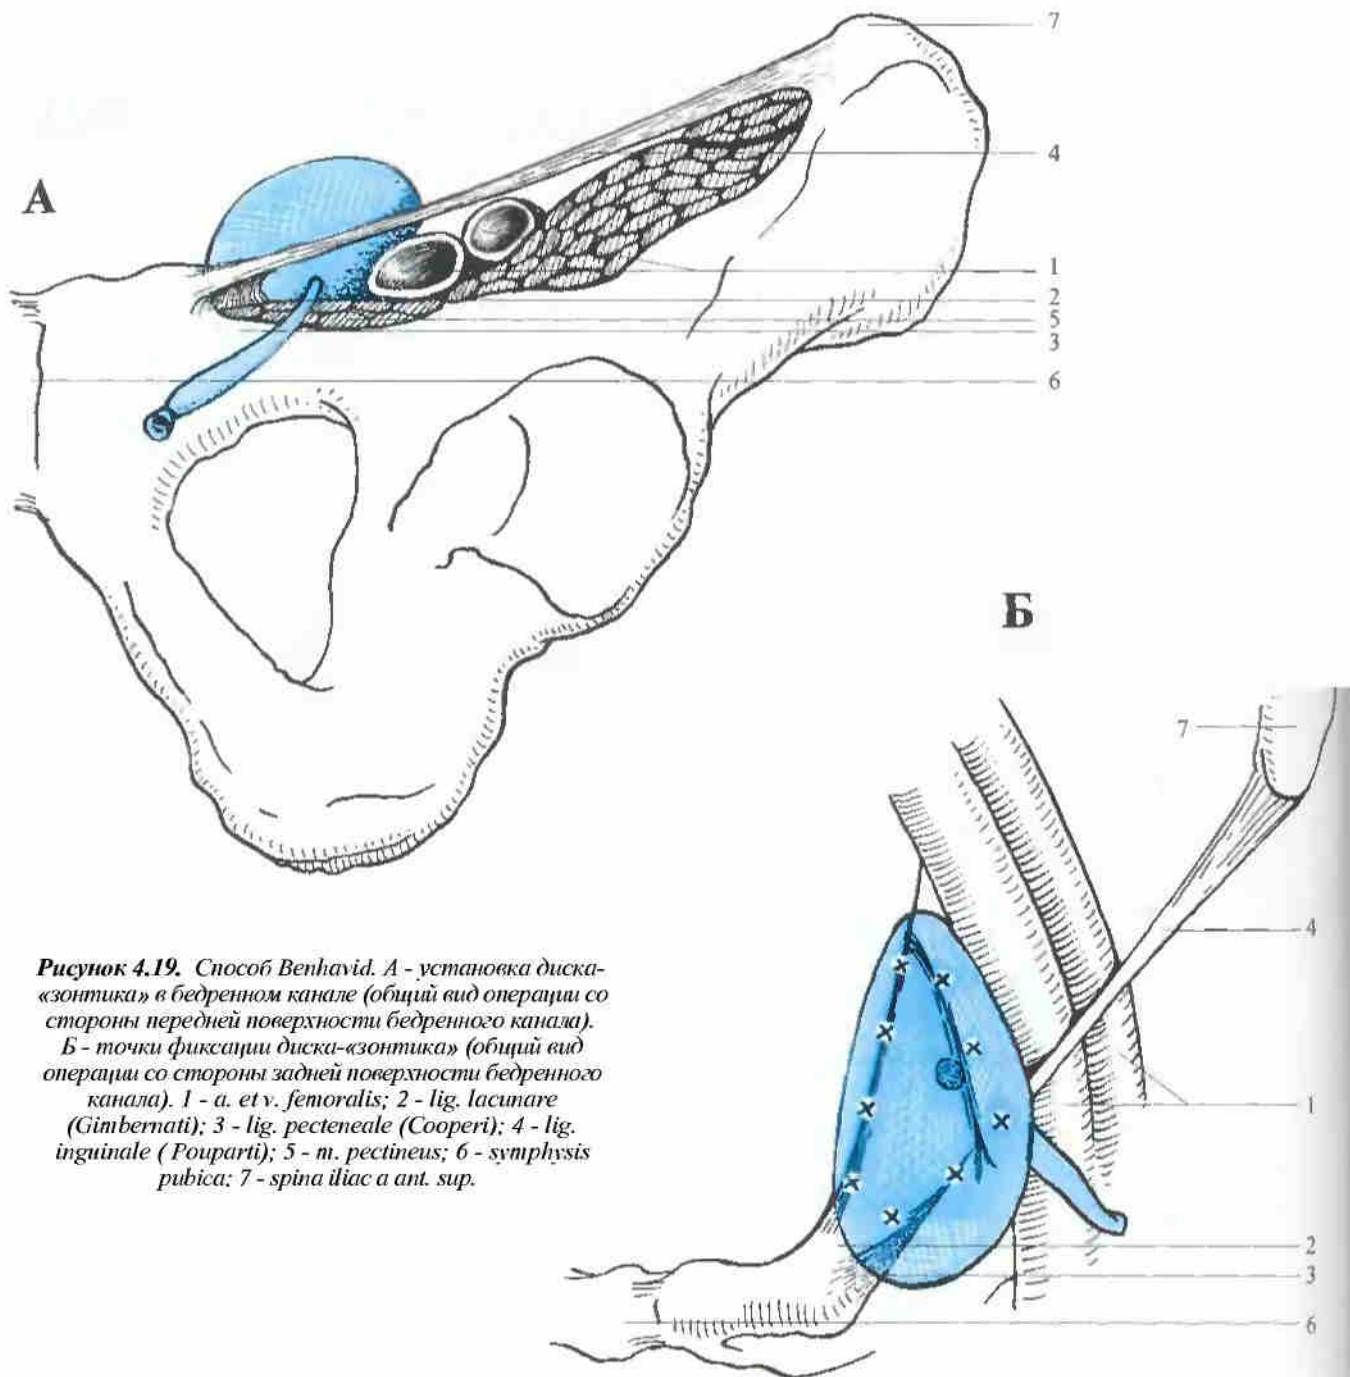 7
4
А
1
2
5
3
6
Б
7
4
1
2
3
6
Рисунок 4.19. Способ Benhavid. А - установка диска-
«зонтика» в бедренном канале (общий вид операции со
стороны передней поверхности бедренного канала).
Б - точки фиксации диска-«зонтика» (общий вид
операции со стороны задней поверхности бедренного
канала). 1 - a. et v. femoralis; 2 - lig. lacunare
(Gimbernati); 3 - lig. pecteneale (Cooperi); 4 - lig.
inguinale ( Pouparti); 5 - m. pectineus; 6 - symphysis
pubica; 7 - spina iliac a ant. sup.